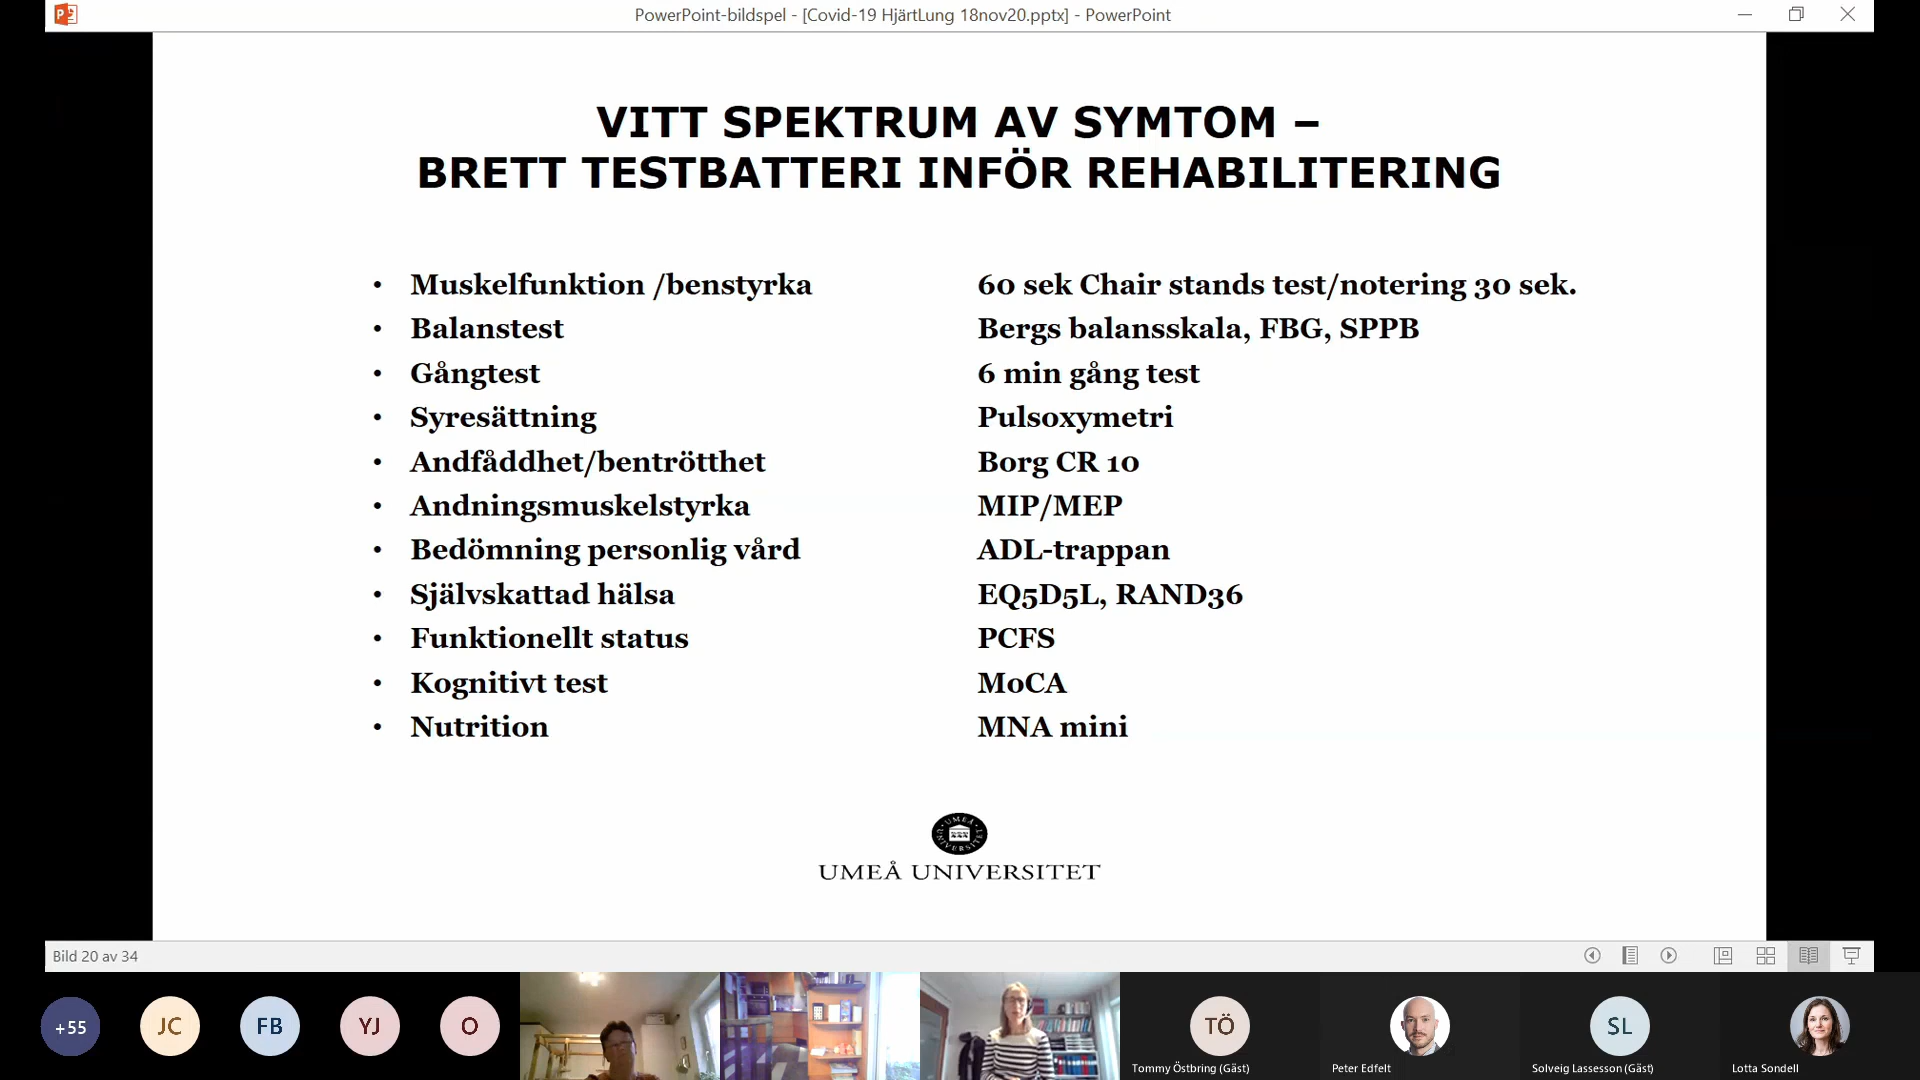 PowerPoint-bildspel - [Covid-19 HjärtLung 18nov20.pptx] - PowerPoint
VITT SPEKTRUM AV SYMTOM –
BRETT TESTBATTERI INFÖR REHABILITERING
• Muskelfunktion /benstyrka 60 sek Chair stands test/notering 30 sek.
• Balanstest Bergs balansskala, FBG, SPPB
• Gångtest 6 min gång test
• Syresättning Pulsoxymetri
• Andfåddhet/bentrötthet Borg CR 10
• Andningsmuskelstyrka MIP/MEP
• Bedömning personlig vård ADL-trappan
• Självskattad hälsa EQ5D5L, RAND36
• Funktionellt status PCFS
• Kognitivt test MoCA
• Nutrition MNA mini
UMEÅ UNIVERSITET
Bild 20 av 34
+55 JC FB YJ O TÖ SL
Tommy Östbring (Gäst) Peter Edfelt Solveig Lassesson (Gäst) Lotta Sondell